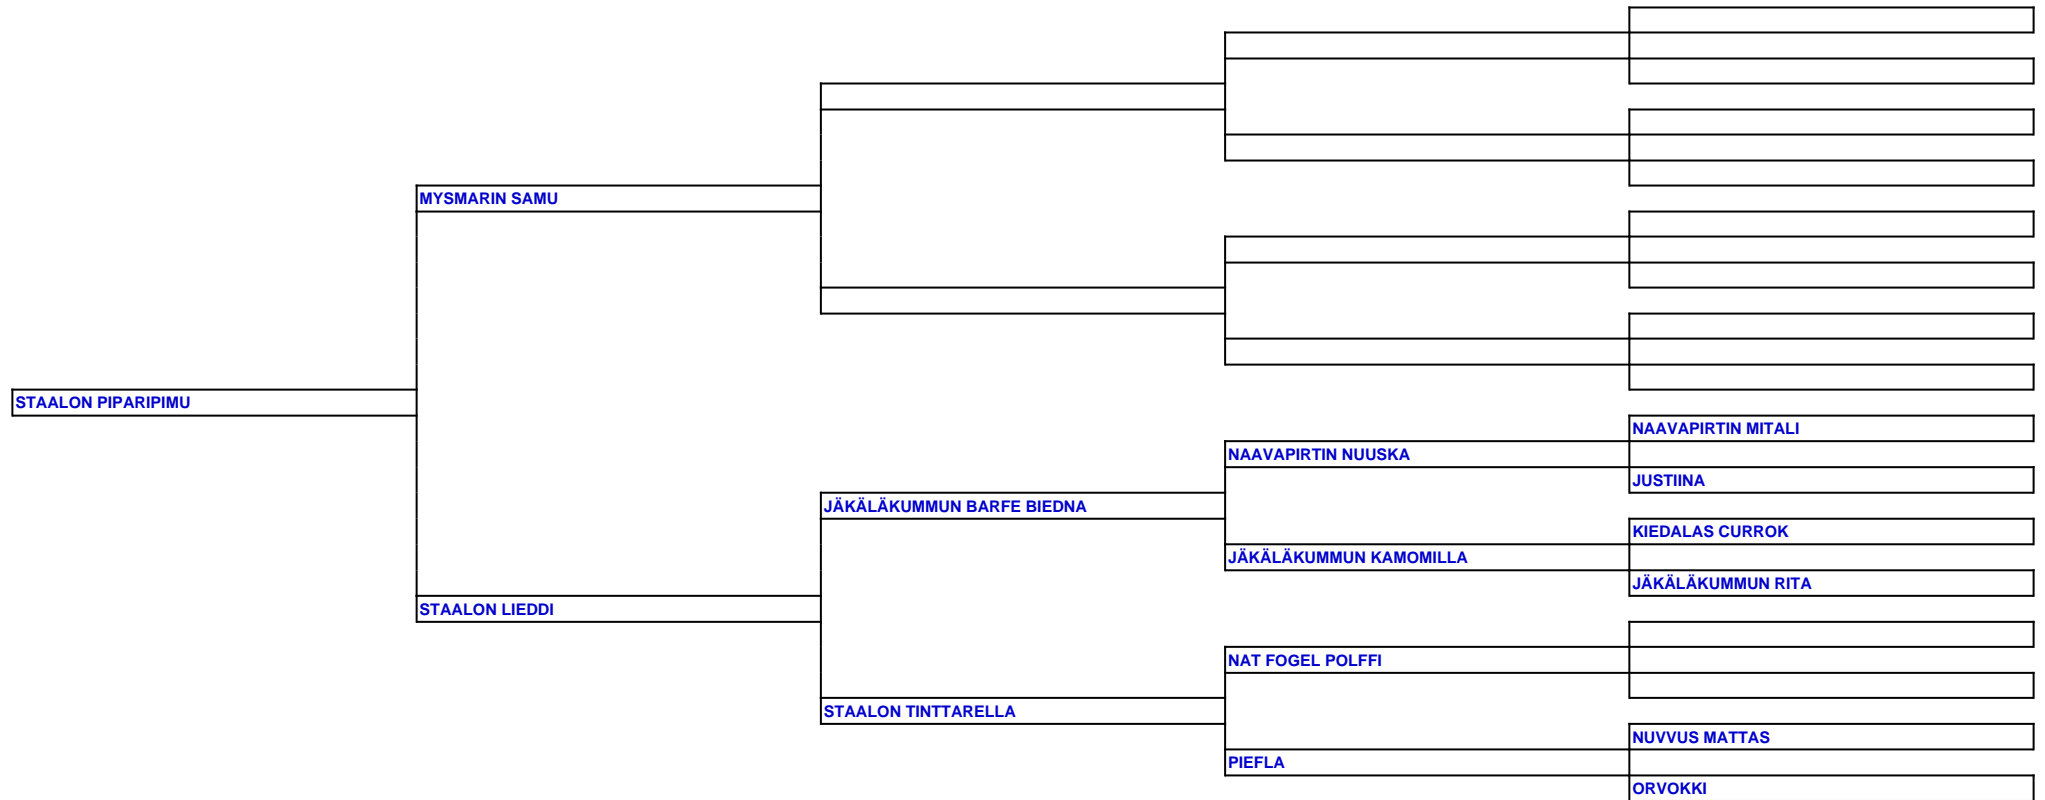 MYSMARIN SAMU
STAALON PIPARIPIMU
NAAVAPIRTIN MITALI
NAAVAPIRTIN NUUSKA
JUSTIINA
JÄKÄLÄKUMMUN BARFE BIEDNA
KIEDALAS CURROK
JÄKÄLÄKUMMUN KAMOMILLA
JÄKÄLÄKUMMUN RITA
STAALON LIEDDI
NAT FOGEL POLFFI
STAALON TINTTARELLA
NUVVUS MATTAS
PIEFLA
ORVOKKI